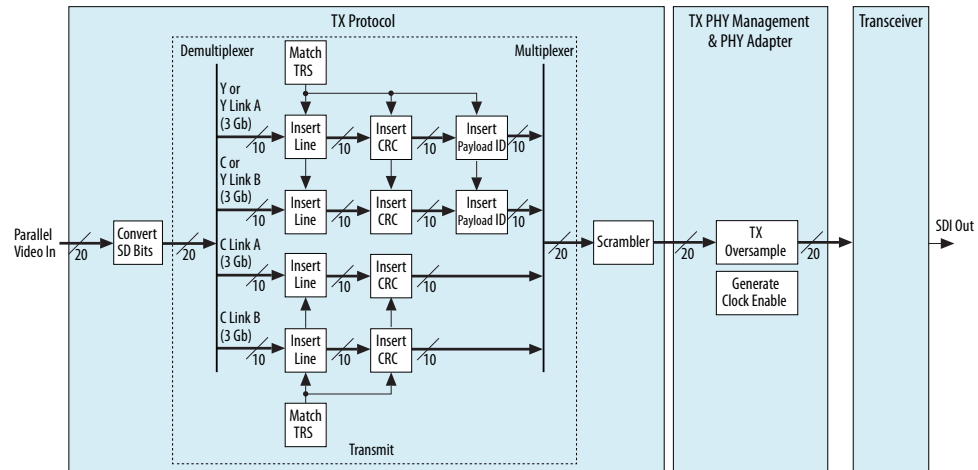 TX Protocol
TX PHY Management
& PHY Adapter
Transceiver
Demultiplexer
Multiplexer
Match
TRS
Y or
Y Link A
(3 Gb)
10
Insert
Line
10
Insert
CRC
10
Insert
Payload ID
10
C or
Y Link B
(3 Gb)
10
Insert
Line
10
Insert
CRC
10
Insert
Payload ID
10
Parallel
Video In
20
Convert
SD Bits
20
C Link A
(3 Gb)
10
Insert
Line
10
Insert
CRC
10
C Link B
(3 Gb)
10
Insert
Line
10
Insert
CRC
10
Match
TRS
Transmit
20
Scrambler
20
TX
Oversample
20
Generate
Clock Enable
SDI Out